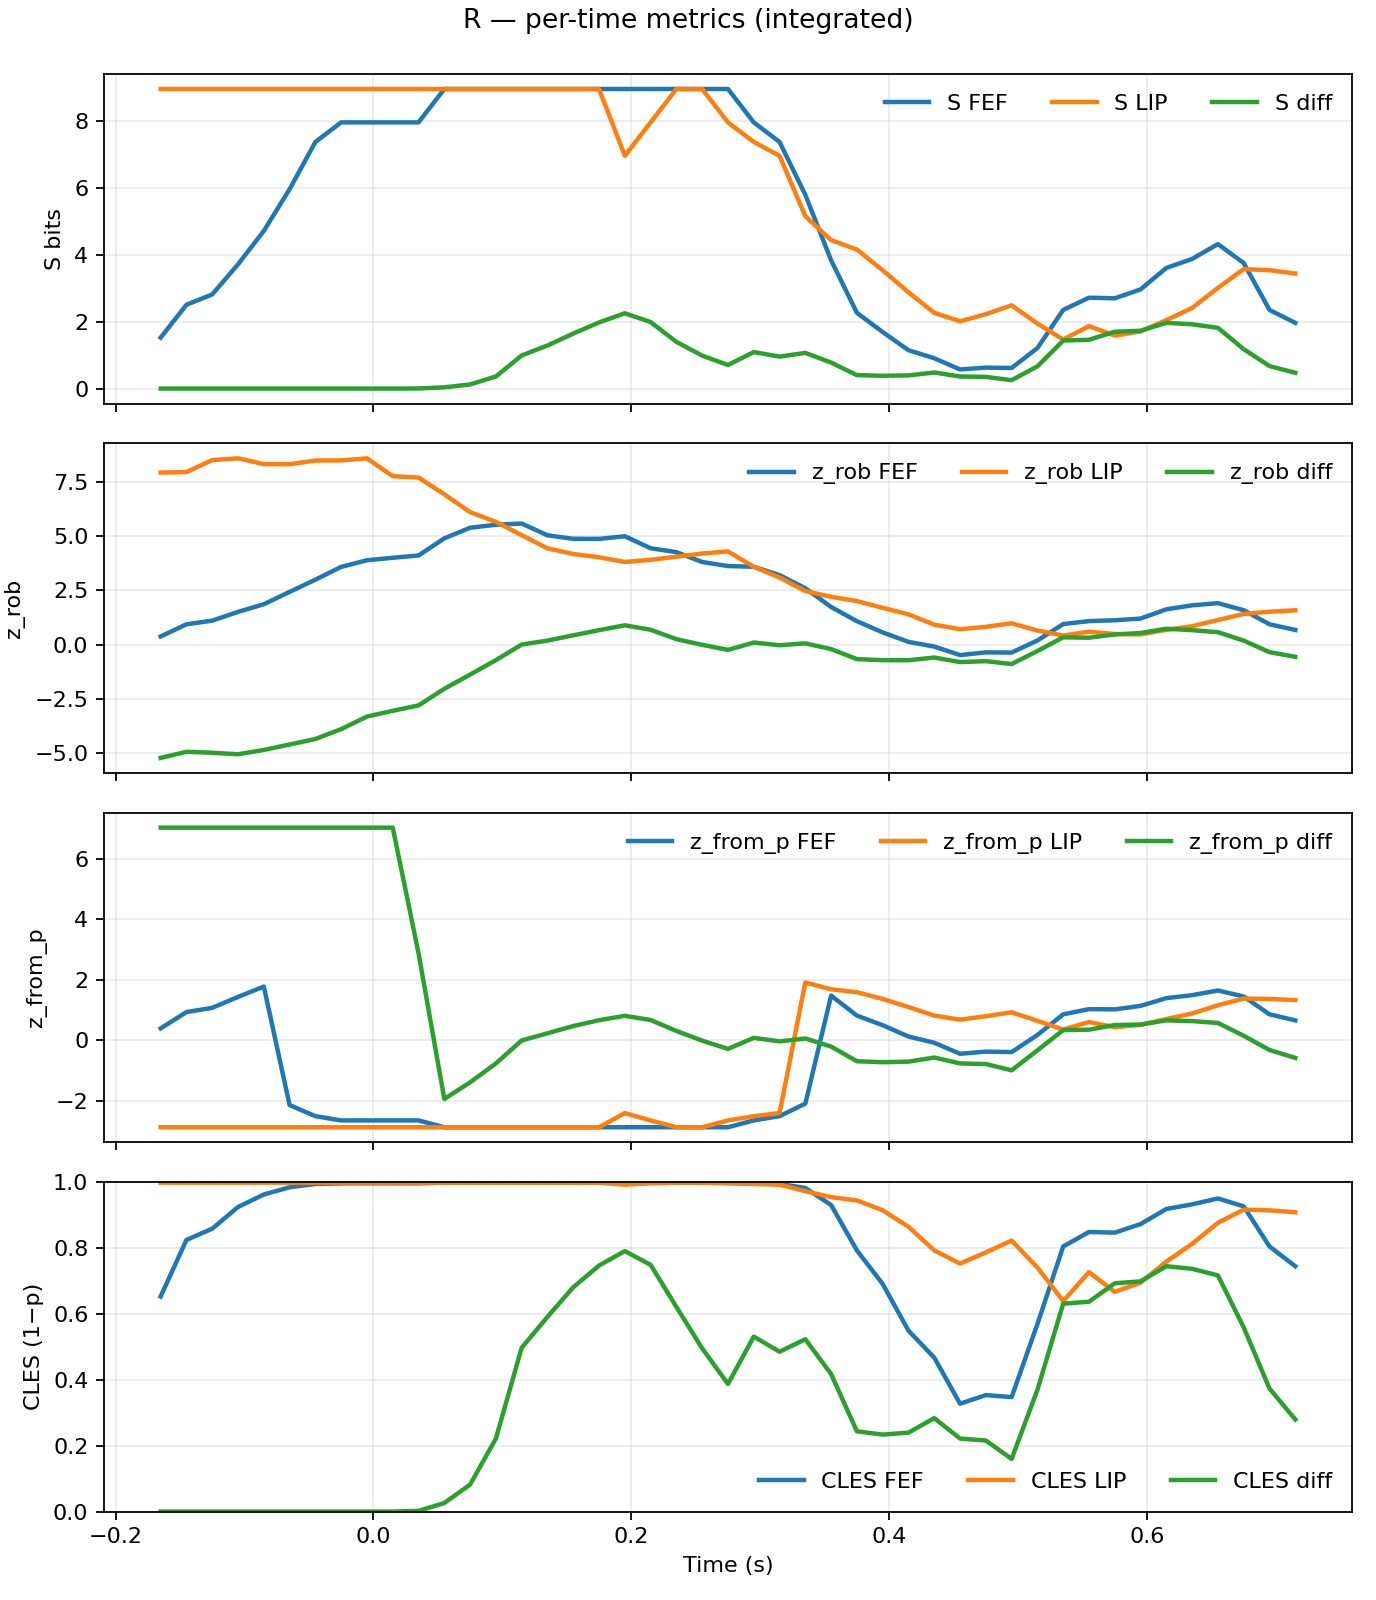 R — per-time metrics (integrated)
S FEF S LIP S diff
8
6
4
2
0
S bits
z_rob FEF z_rob LIP z_rob diff
7.5
5.0
2.5
0.0
−2.5
−5.0
z_rob
z_from_p FEF z_from_p LIP z_from_p diff
6
4
2
0
−2
z_from_p
1.0
0.8
0.6
0.4
0.2
0.0
CLES (1−p)
CLES FEF CLES LIP CLES diff
−0.2 0.0 0.2 0.4 0.6
Time (s)